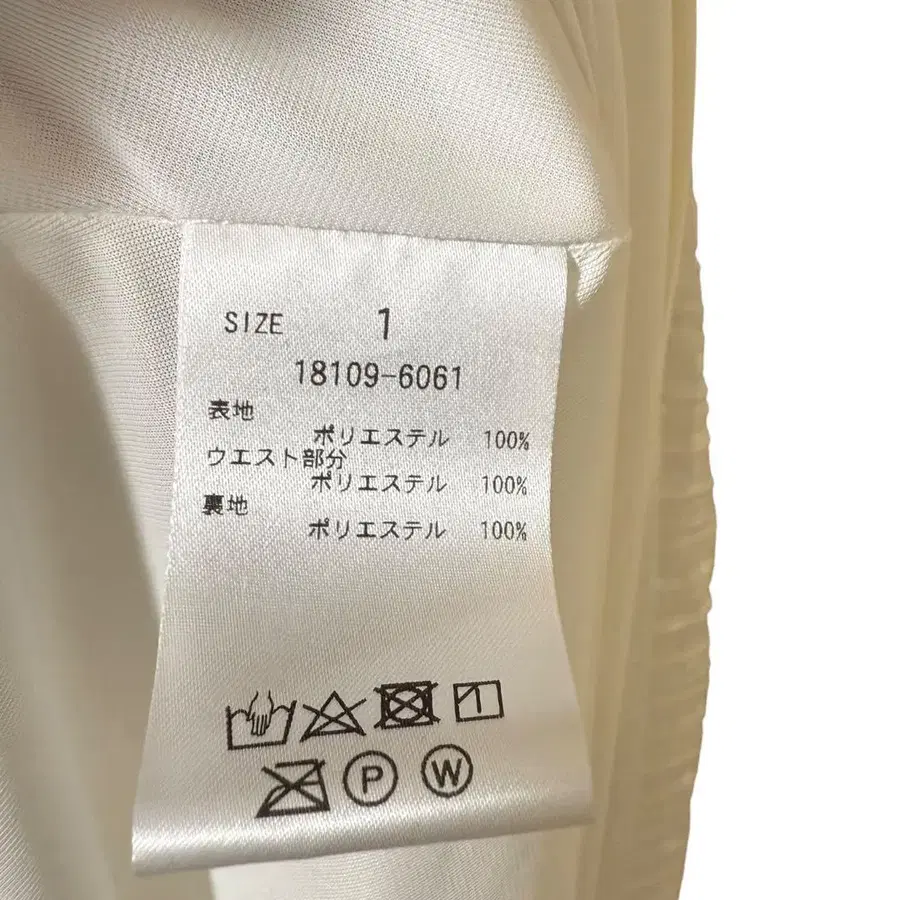 SIZE 1
18109-6061
表地
ポリエステル 100%
ウエスト部分
ポリエステル 100%
裏地
ポリエステル 100%
P W